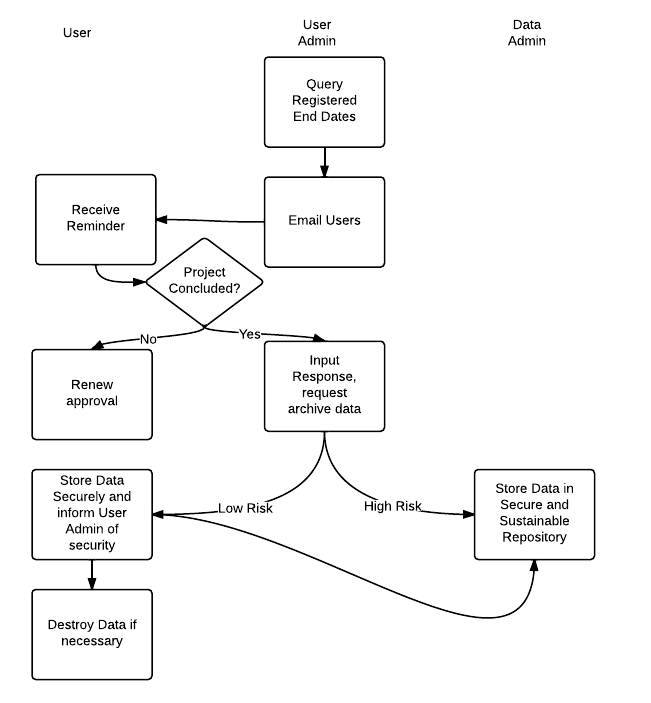 User
User
Admin
Data
Admin
Query
Registered
End Dates
Receive
Reminder
Email Users
Project
Concluded?
No
Yes
Renew
approval
Input
Response,
request
archive data
Store Data
Securely and
inform User
Admin of
security
Low Risk
High Risk
Store Data in
Secure and
Sustainable
Repository
Destroy Data if
necessary